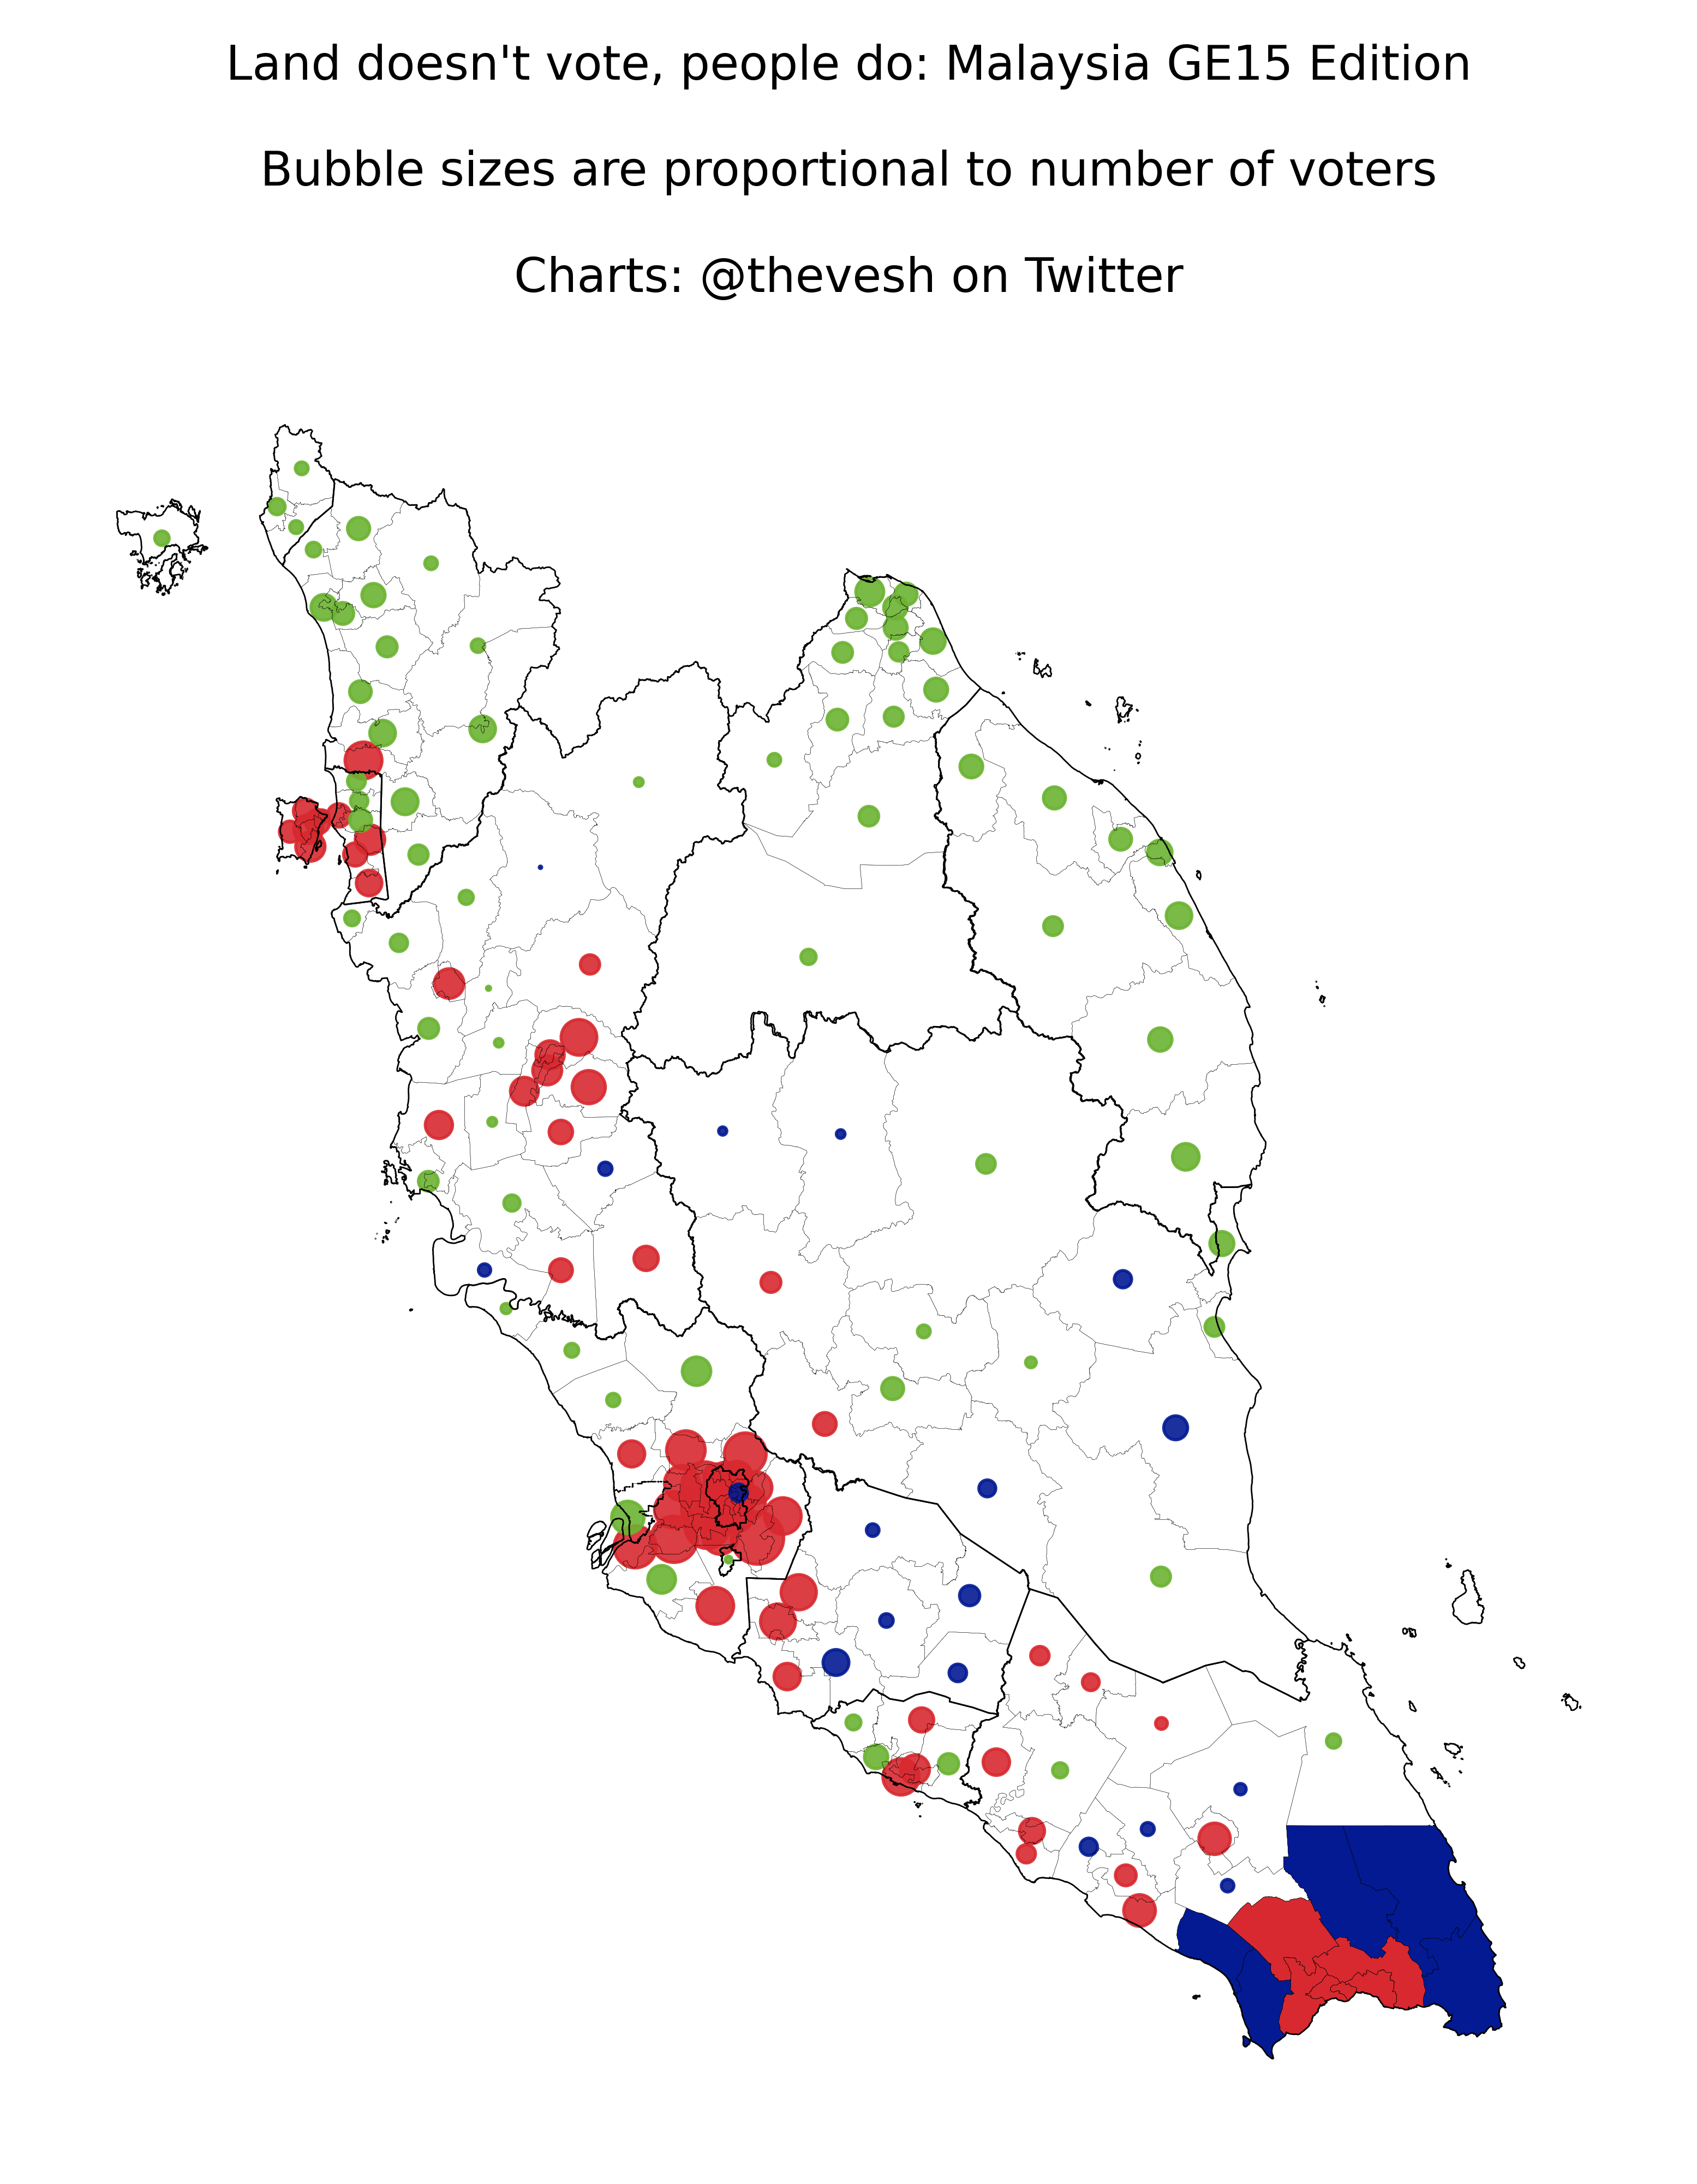 Land doesn't vote, people do: Malaysia GE15 Edition
Bubble sizes are proportional to number of voters
Charts: @thevesh on Twitter